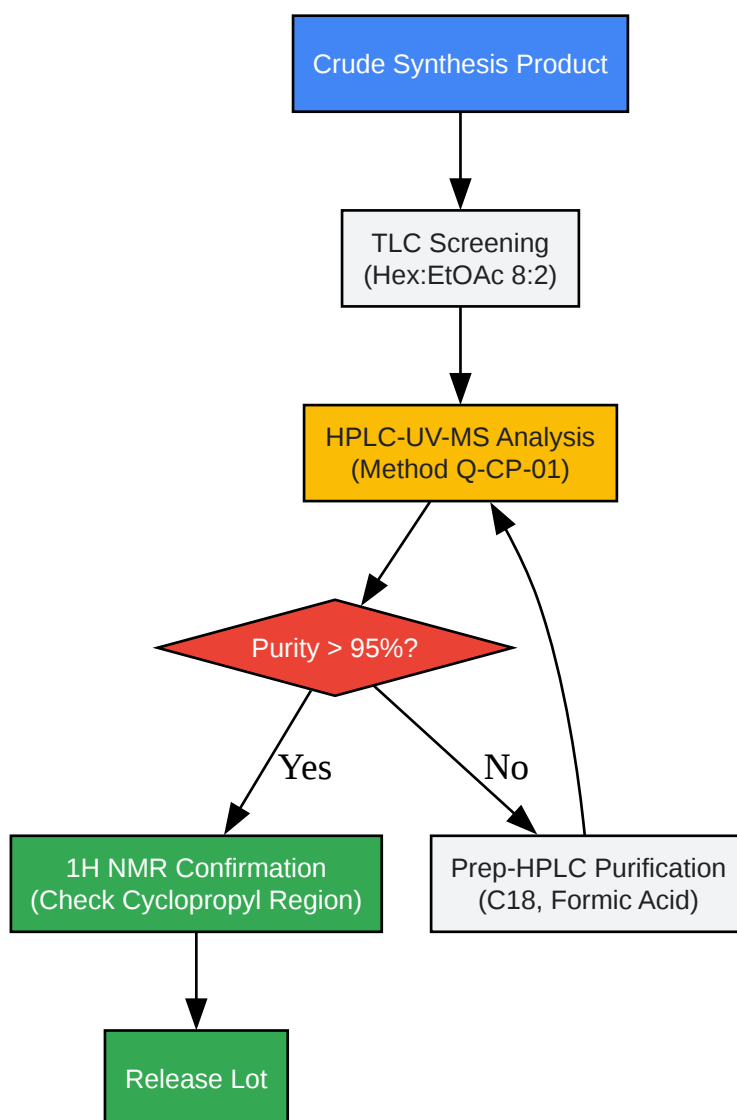 Crude Synthesis Product
TLC Screening
(Hex:EtOAc 8:2)
HPLC-UV-MS Analysis
(Method Q-CP-01)
Purity > 95%?
Yes
No
1H NMR Confirmation
(Check Cyclopropyl Region)
Prep-HPLC Purification
(C18, Formic Acid)
Release Lot